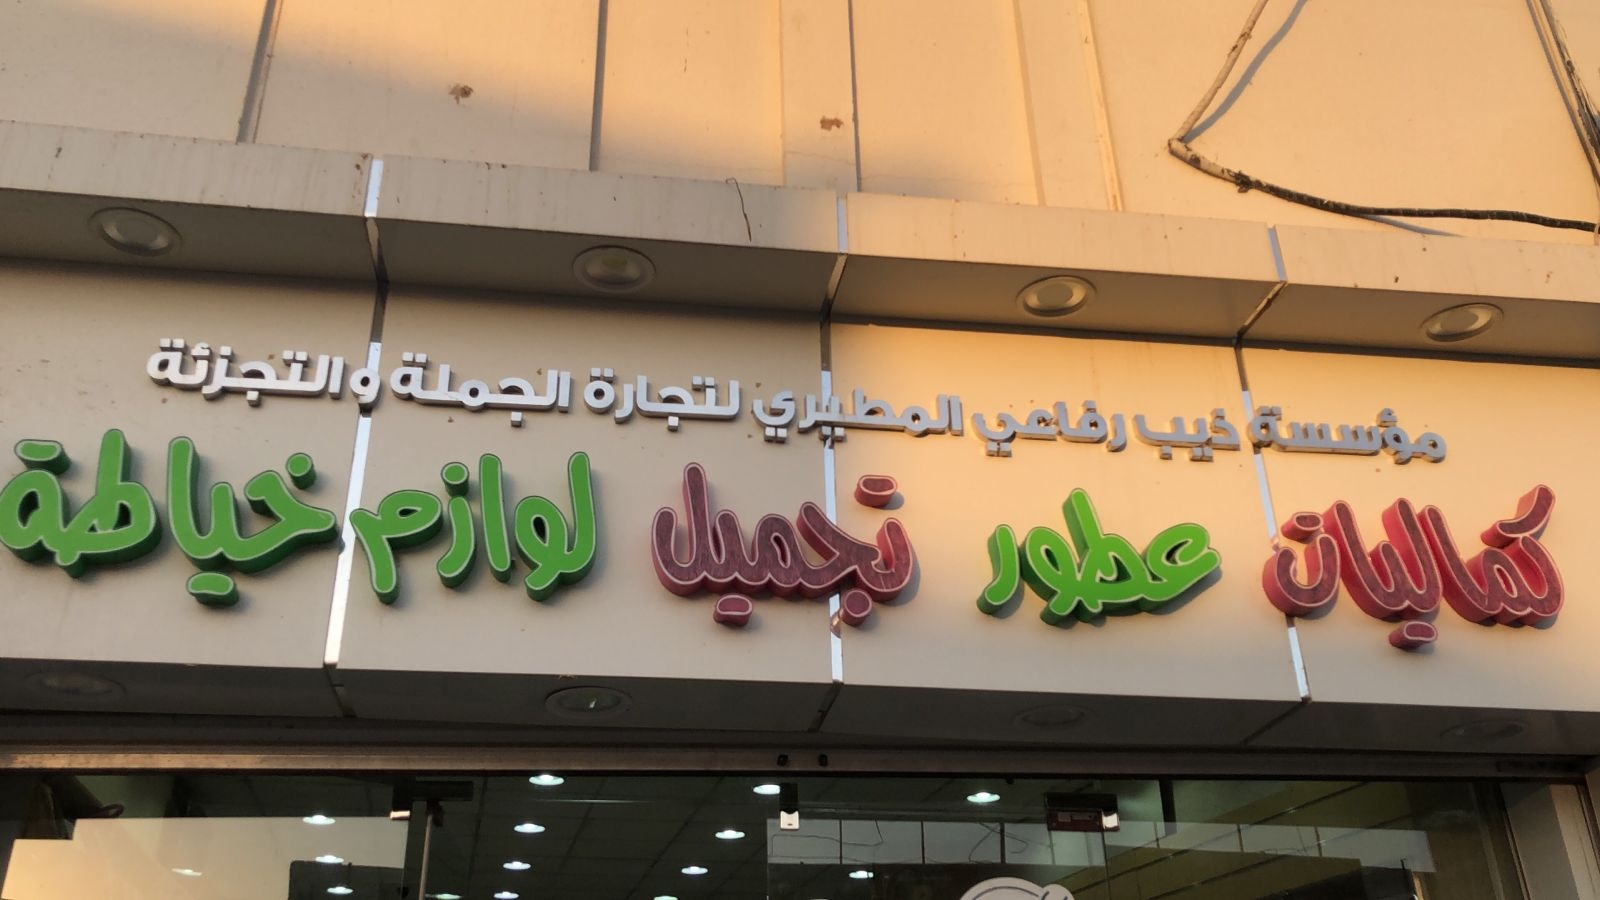 مؤسسة ذيب رفاعي المطيري لتجارة الجملة والتجزئة
كماليات عطور تجميل لوازم خياطة